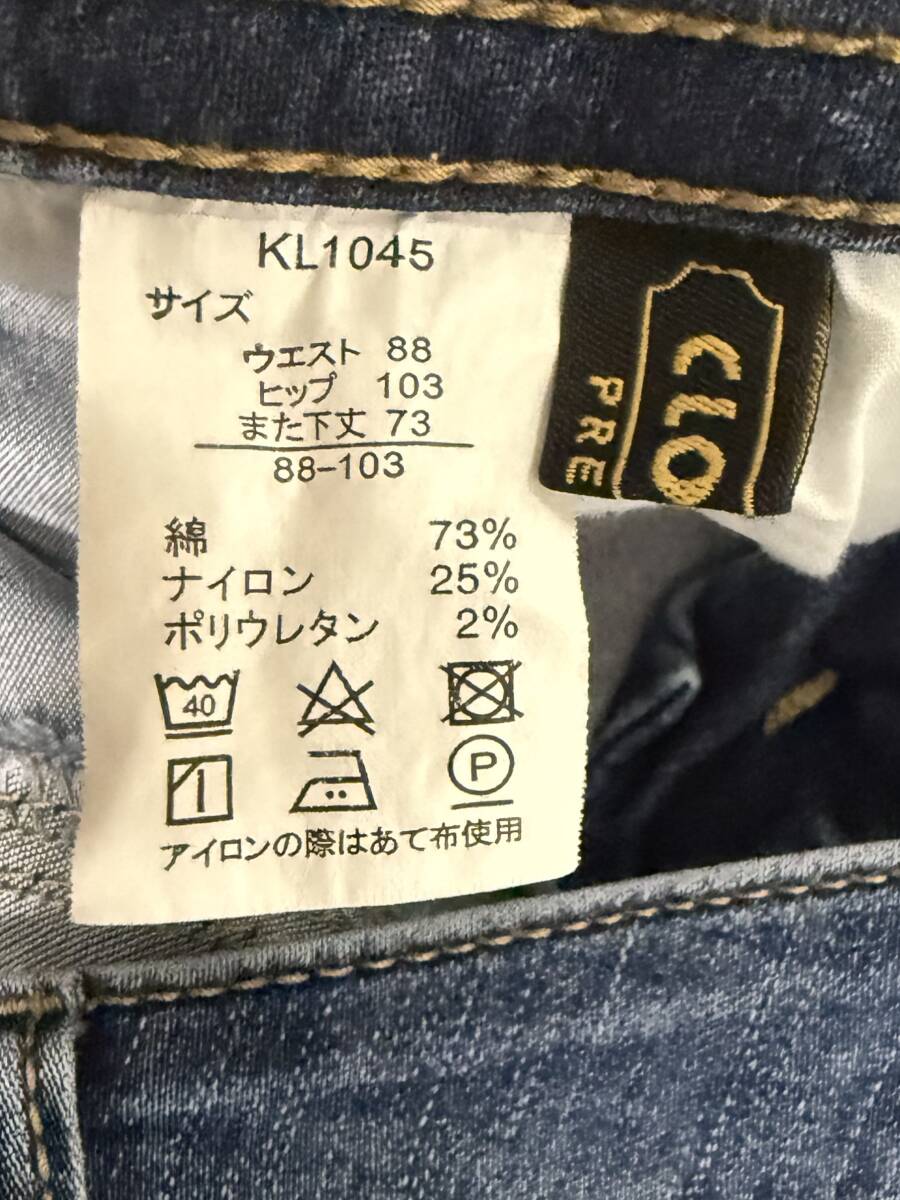 KL1045
サイズ
ウエスト 88
ヒップ 103
また下丈 73
88-103
綿 73%
ナイロン 25%
ポリウレタン 2%
40
P
アイロンの際はあて布使用
CLO
PRE